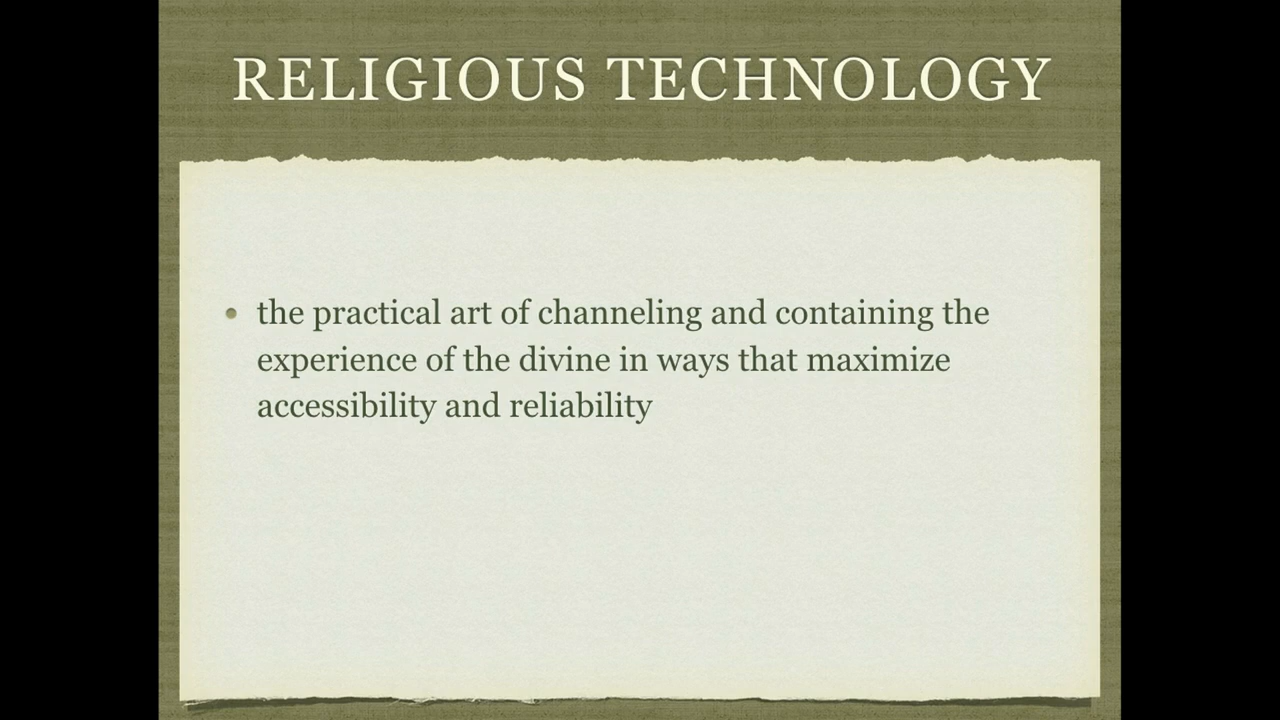 RELIGIOUS TECHNOLOGY
• the practical art of channeling and containing the
experience of the divine in ways that maximize
accessibility and reliability